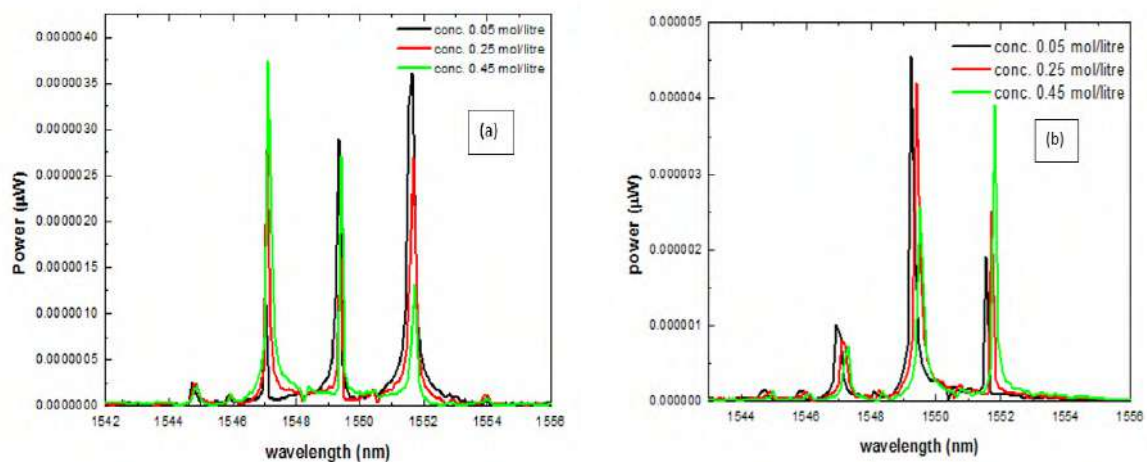 0.0000040
0.0000035
0.0000030
0.0000025
0.0000020
0.0000015
0.0000010
0.0000005
0.0000000
Power (µW)
conc. 0.05 mol/litre
conc. 0.25 mol/litre
conc. 0.45 mol/litre
(a)
1542 1544 1546 1548 1550 1552 1554 1556
wavelength (nm)
0.000005
0.000004
0.000003
0.000002
0.000001
0.000000
power (µW)
conc. 0.05 mol/litre
conc. 0.25 mol/litre
conc. 0.45 mol/litre
(b)
1544 1546 1548 1550 1552 1554 1556
wavelength (nm)